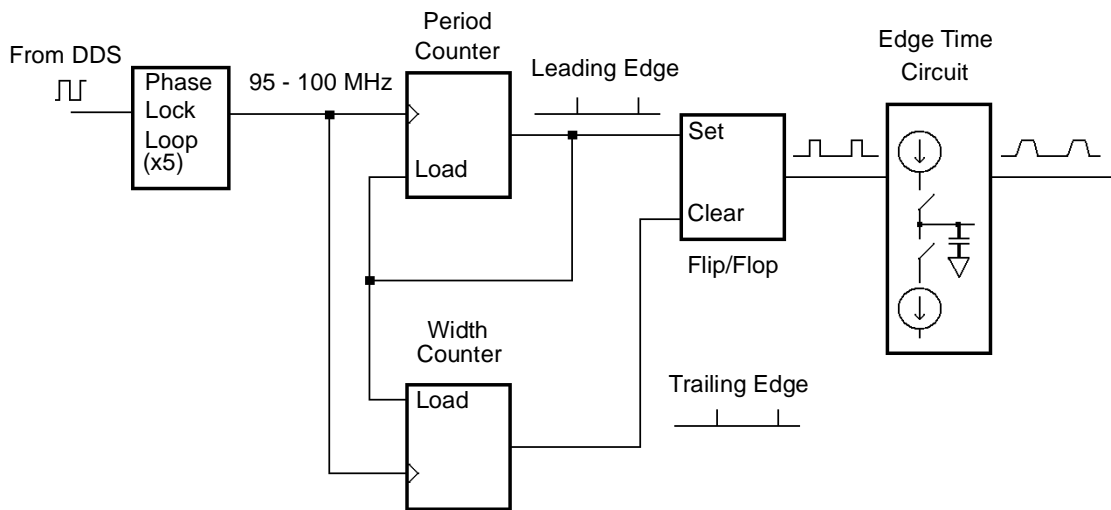 Period
Counter
Edge Time
Circuit
From DDS
Leading Edge
95 - 100 MHz
Phase
Lock
Loop
(x5)
Load
Set
Clear
Flip/Flop
Width
Counter
Load
Trailing Edge